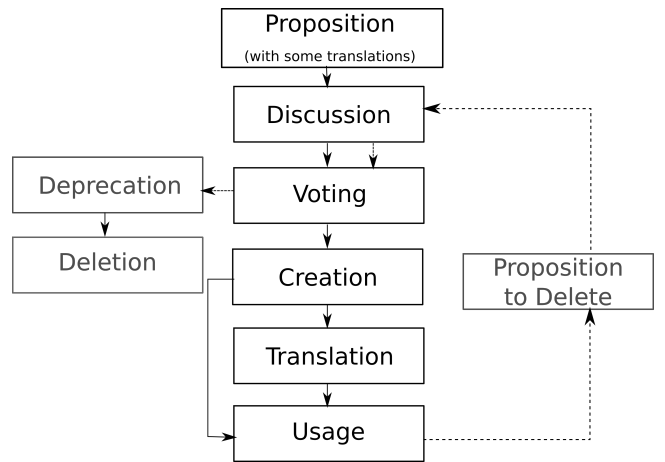 Proposition
(with some translations)
Discussion
Deprecation
Voting
Deletion
Creation
Proposition
to Delete
Translation
Usage